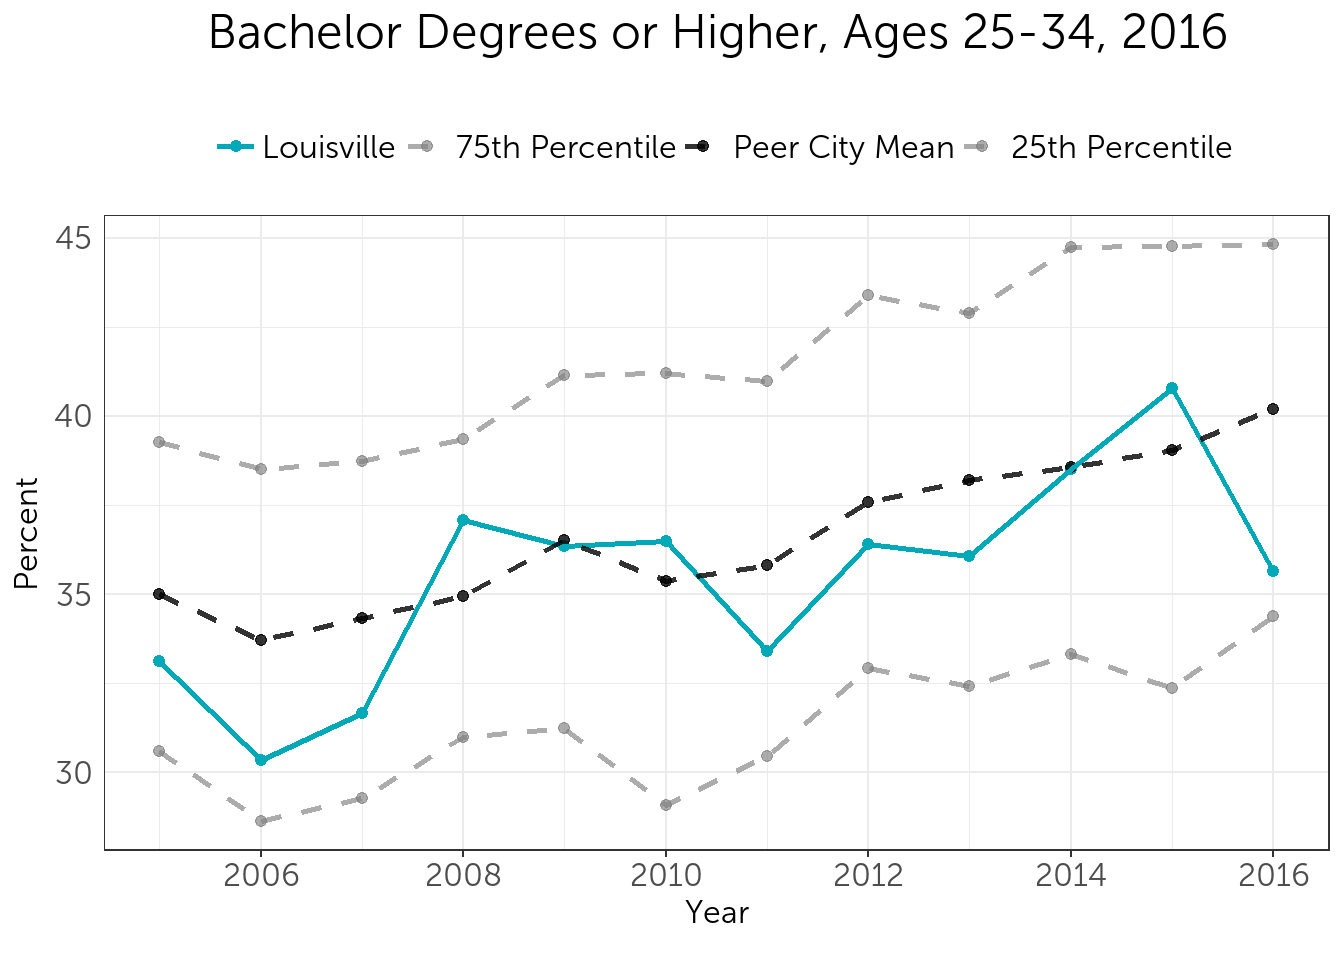 Bachelor Degrees or Higher, Ages 25-34, 2016
Louisville 75th Percentile Peer City Mean 25th Percentile
45
40
35
30
Percent
2006 2008 2010 2012 2014 2016
Year